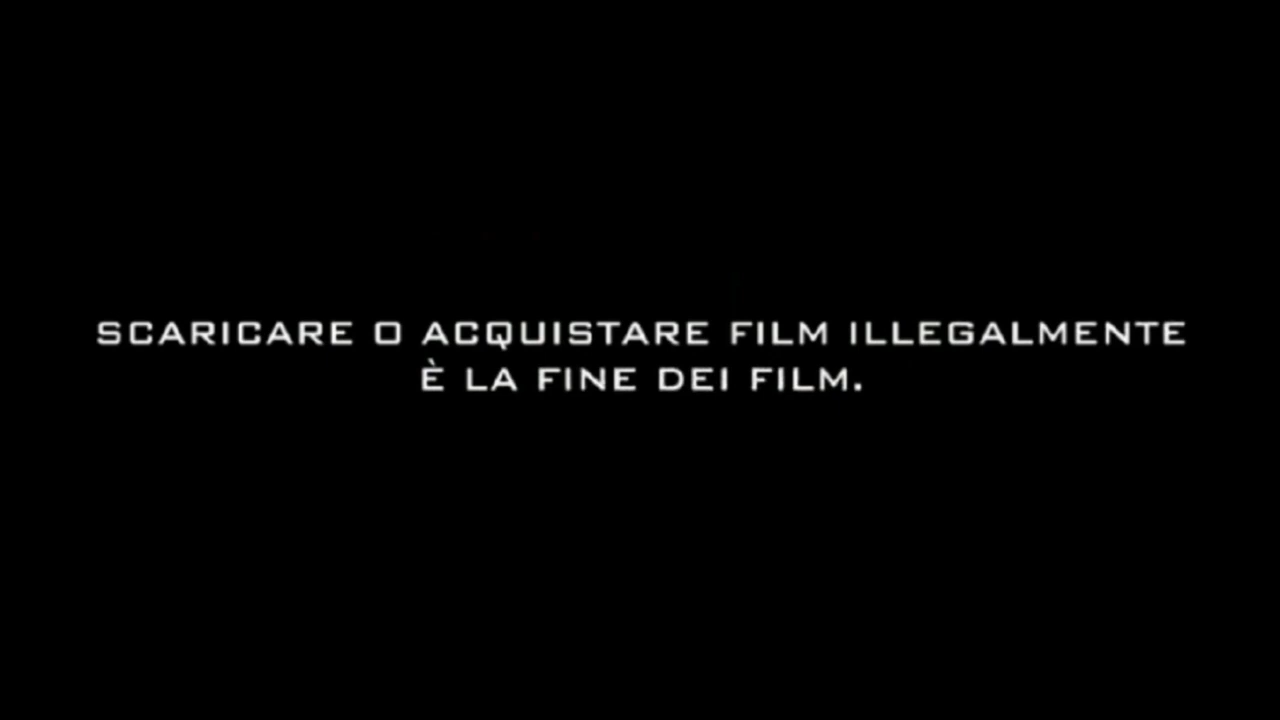 SCARICARE O ACQUISTARE FILM ILLEGALMENTE
È LA FINE DEI FILM.